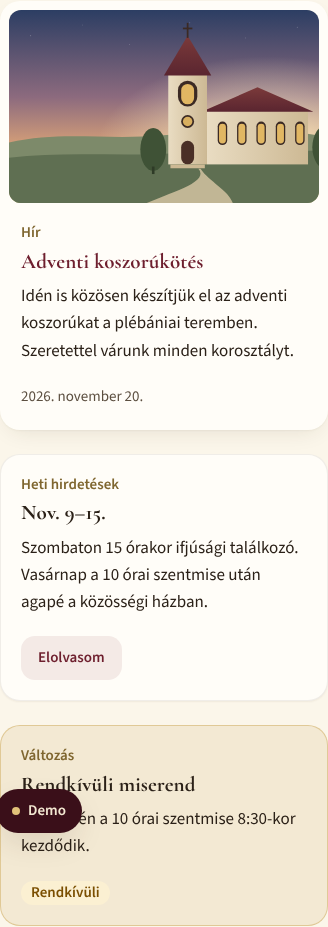 Hír
Adventi koszorúkötés
Idén is közösen készítjük el az adventi
koszorúkat a plébániai teremben.
Szeretettel várunk minden korosztályt.
2026. november 20.
Heti hirdetések
Nov. 9–15.
Szombaton 15 órakor ifjúsági találkozó.
Vasárnap a 10 órai szentmise után
agapé a közösségi házban.
Elolvasom
Változás
Rendkívüli miserend
Demo
a 10 órai szentmise 8:30-kor
kezdődik.
Rendkívüli